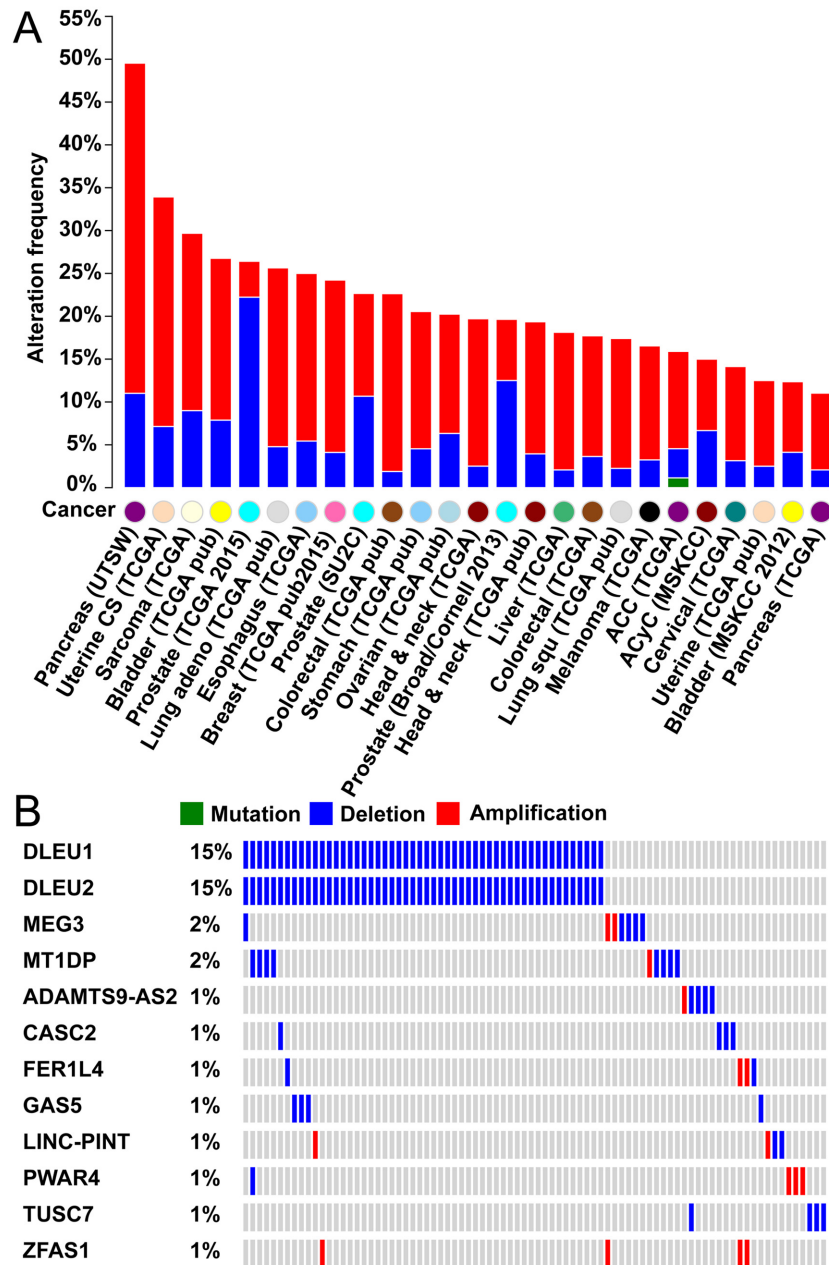 A
Alteration frequency
55%
50%
45%
40%
35%
30%
25%
20%
15%
10%
5%
0%
Cancer
Pancreas (UTSW)
Uterine CS (TCGA)
Sarcoma (TCGA)
Bladder (TCGA pub)
Prostate (TCGA 2015)
Lung adeno (TCGA pub)
Esophagus (TCGA)
Breast (TCGA pub2015)
Prostate (SU2C)
Colorectal (TCGA pub)
Stomach (TCGA pub)
Ovarian (TCGA pub)
Head & neck (TCGA)
Prostate (Broad/Cornell 2013)
Head & neck (TCGA pub)
Liver (TCGA)
Colorectal (TCGA)
Lung squ (TCGA pub)
Melanoma (TCGA)
ACC (TCGA)
ACyC (MSKCC)
Cervical (TCGA)
Uterine (TCGA pub)
Bladder (MSKCC 2012)
Pancreas (TCGA)
B
Mutation Deletion Amplification
DLEU1 15%
DLEU2 15%
MEG3 2%
MT1DP 2%
ADAMTS9-AS2 1%
CASC2 1%
FER1L4 1%
GAS5 1%
LINC-PINT 1%
PWAR4 1%
TUSC7 1%
ZFAS1 1%